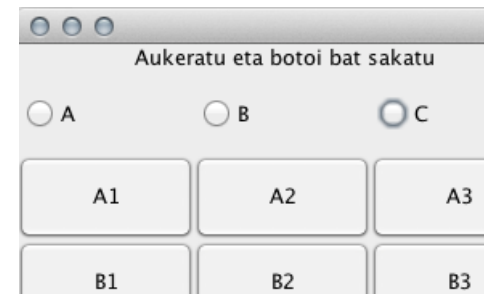 Aukeratu eta botoi bat sakatu
A B C
A1 A2 A3
B1 B2 B3